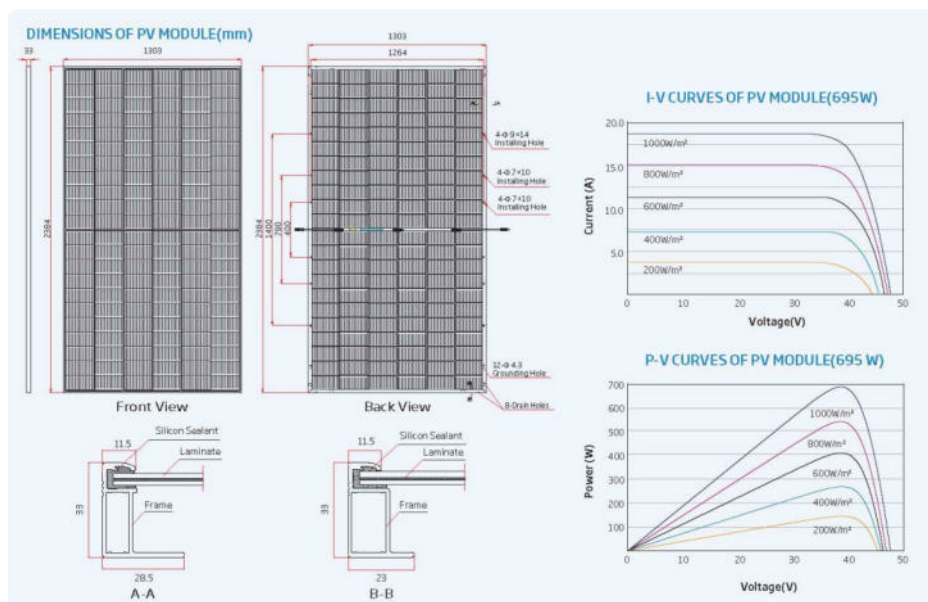 DIMENSIONS OF PV MODULE(mm)
33
1303
2384
Front View
1303
1264
2384
1400
790
400
4-Φ9×14
Installing Hole
4-Φ7×10
Installing Hole
4-Φ7×10
Installing Hole
12-Φ4.3
Grounding Hole
8-Drain Holes
Back View
11.5
Silicon Sealant
Laminate
Frame
33
28.5
A-A
11.5
Silicon Sealant
Laminate
Frame
33
23
B-B
I-V CURVES OF PV MODULE(695W)
Current (A)
20.0
15.0
10.0
5.0
1000W/m²
800W/m²
600W/m²
400W/m²
200W/m²
0 10 20 30 40 50
Voltage(V)
P-V CURVES OF PV MODULE(695 W)
Power (W)
700
600
500
400
300
200
100
1000W/m²
800W/m²
600W/m²
400W/m²
200W/m²
0 10 20 30 40 50
Voltage(V)